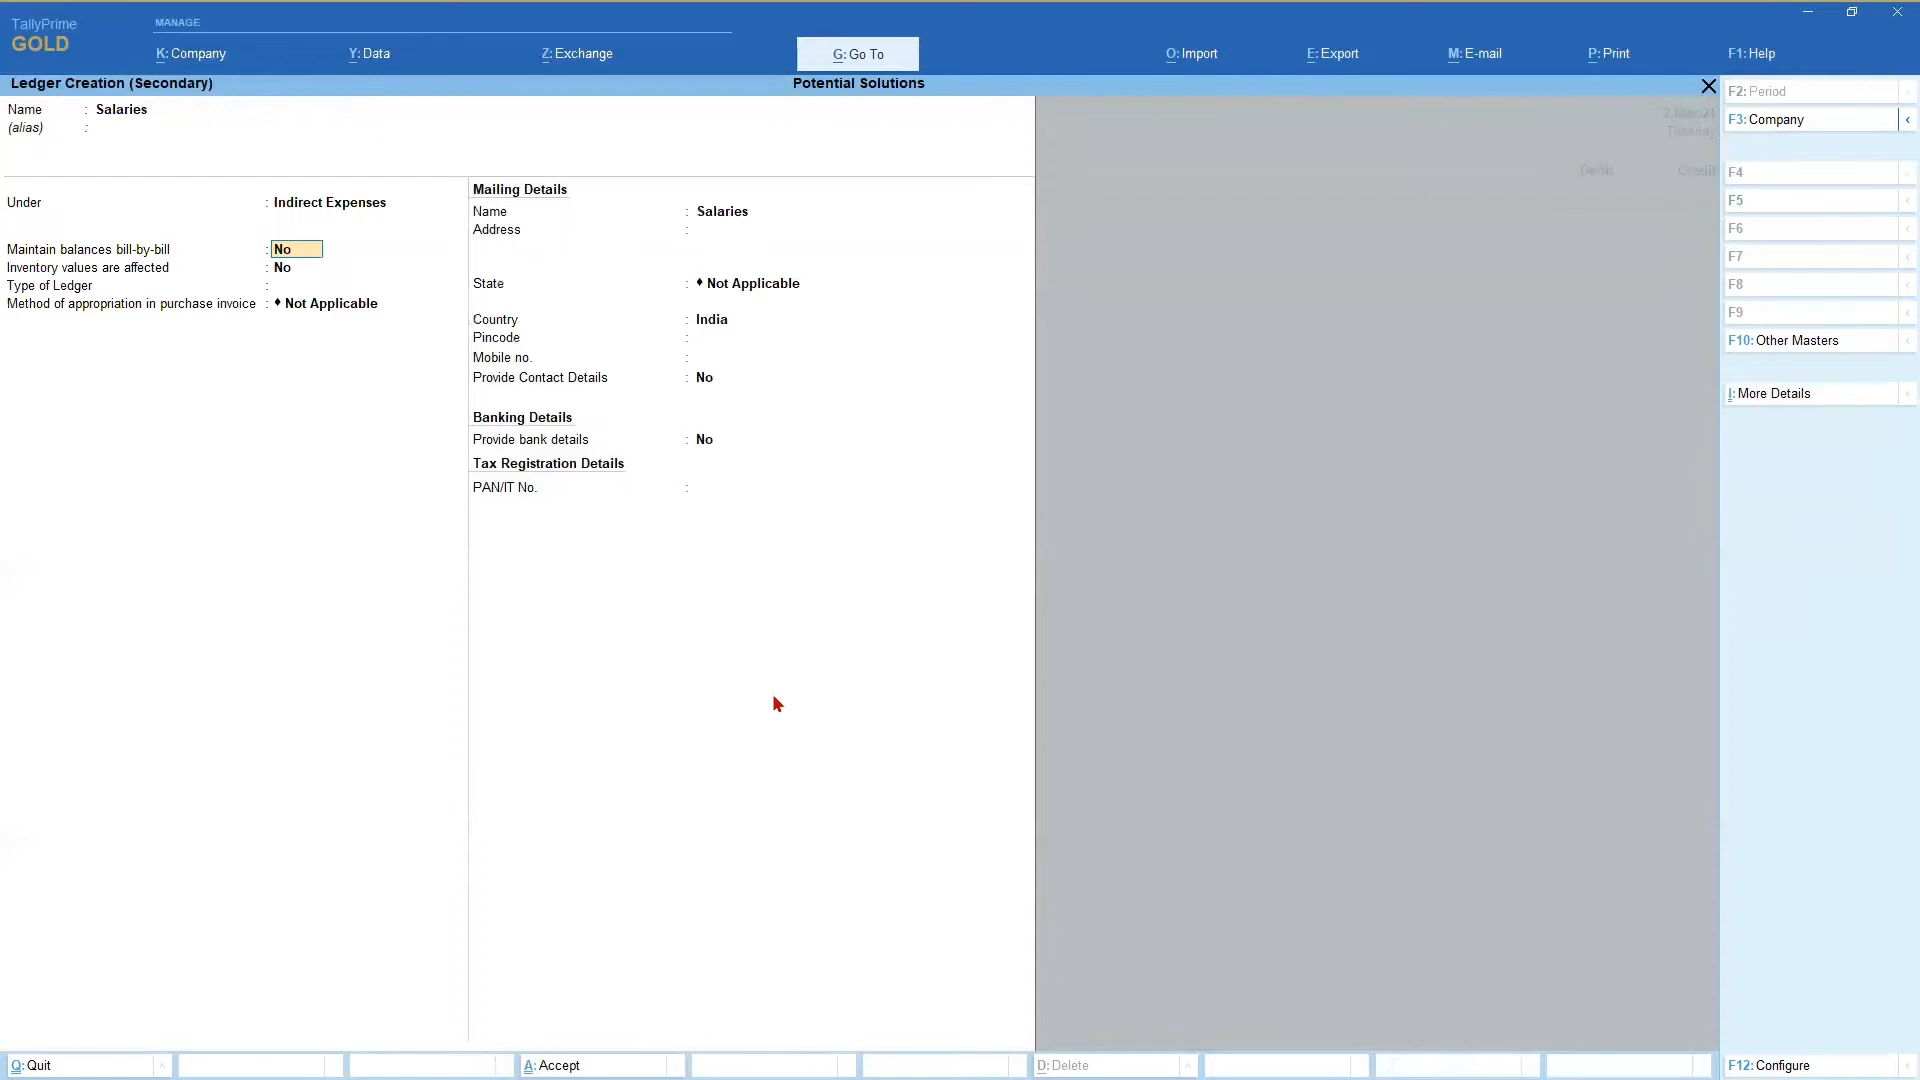 TallyPrime
GOLD
MANAGE
K: Company
Y: Data
Z: Exchange
G: Go To
O: Import
E: Export
M: E-mail
P: Print
F1: Help
Ledger Creation (Secondary)
Potential Solutions
Name : Salaries
(alias) :
Under : Indirect Expenses
Maintain balances bill-by-bill : No
Inventory values are affected : No
Type of Ledger :
Method of appropriation in purchase invoice : ♦ Not Applicable
Mailing Details
Name : Salaries
Address :
State : ♦ Not Applicable
Country : India
Pincode :
Mobile no. :
Provide Contact Details : No
Banking Details
Provide bank details : No
Tax Registration Details
PAN/IT No. :
Tuesday
Debit Credit
F2: Period
F3: Company
F4
F5
F6
F7
F8
F9
F10: Other Masters
I: More Details
Q: Quit
A: Accept
D: Delete
F12: Configure